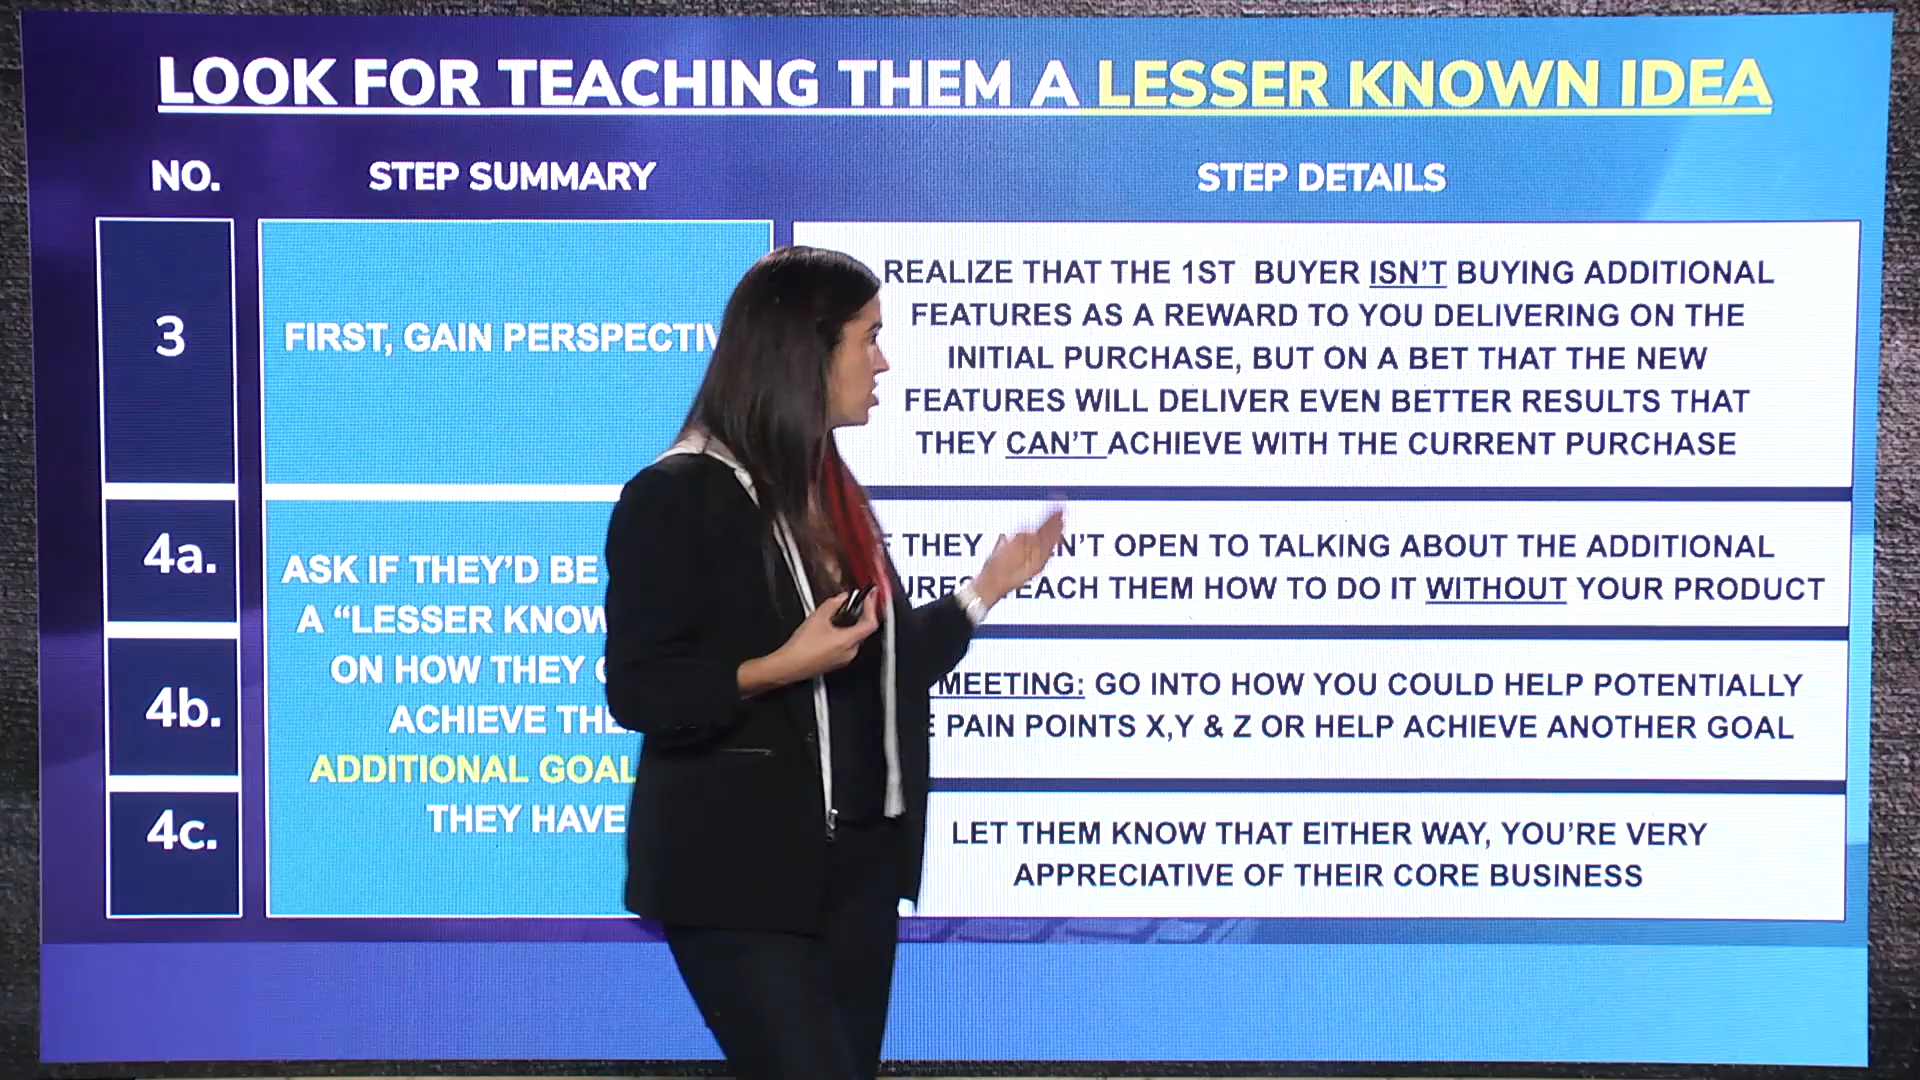 LOOK FOR TEACHING THEM A LESSER KNOWN IDEA
NO.
STEP SUMMARY
STEP DETAILS
3
FIRST, GAIN
REALIZE THAT THE 1ST BUYER ISN'T BUYING ADDITIONAL
FEATURES AS A REWARD TO YOU DELIVERING ON THE
INITIAL PURCHASE, BUT ON A BET THAT THE NEW
FEATURES WILL DELIVER EVEN BETTER RESULTS THAT
THEY CAN'T ACHIEVE WITH THE CURRENT PURCHASE
4a.
4b.
4c.
ASK IF THEY'D BE
A "LESSER
ON HOW THEY
ACHIEVE
ADDITIONAL
THEY HAVE
THEY OPEN TO TALKING ABOUT THE ADDITIONAL
THEM HOW TO DO IT WITHOUT YOUR PRODUCT
MEETING: GO INTO HOW YOU COULD HELP POTENTIALLY
PAIN POINTS X,Y & Z OR HELP ACHIEVE ANOTHER GOAL
LET THEM KNOW THAT EITHER WAY, YOU'RE VERY
APPRECIATIVE OF THEIR CORE BUSINESS